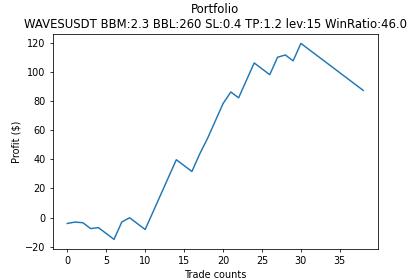 Portfolio
WAVESUSDT BBM:2.3 BBL:260 SL:0.4 TP:1.2 lev:15 WinRatio:46.0
120
100
80
60
40
20
0
−20
Profit ($)
0 5 10 15 20 25 30 35
Trade counts